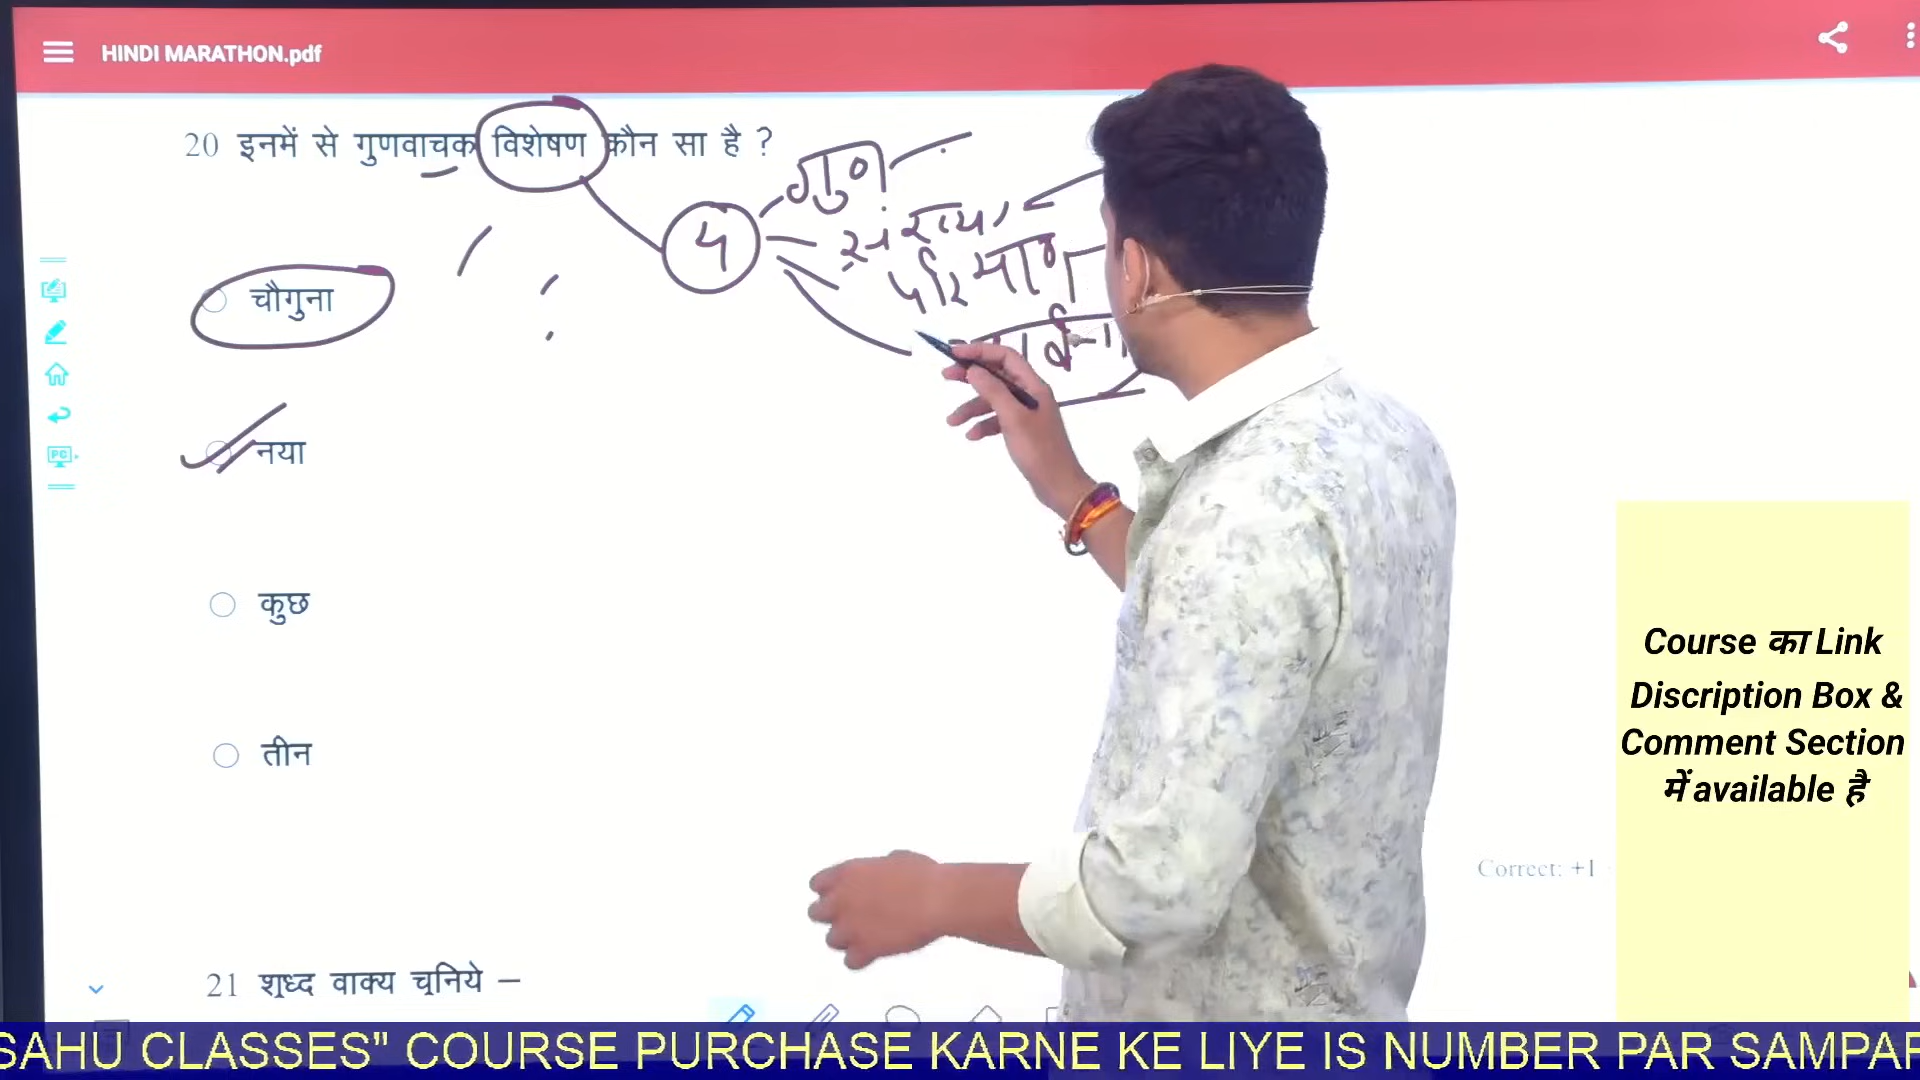 HINDI MARATHON.pdf
20 इनमें से गुणवाचक विशेषण कौन सा है ?
गुण
संख्या
परिमाण
चौगुना
नया
कुछ
तीन
PC
Course का Link
Discription Box &
Comment Section
में available है
Correct: +1
21 शुध्द वाक्य चुनिये –
SAHU CLASSES" COURSE PURCHASE KARNE KE LIYE IS NUMBER PAR SAMPAR